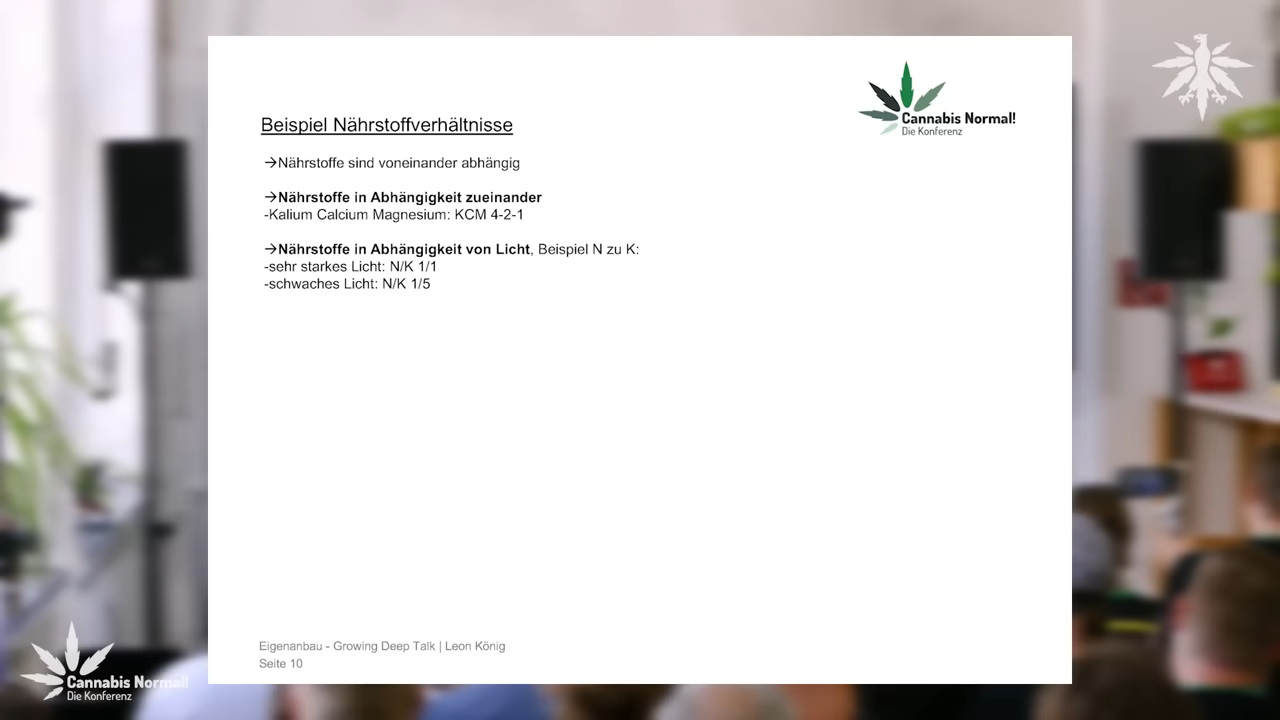 Cannabis Normal!
Die Konferenz
Beispiel Nährstoffverhältnisse
→Nährstoffe sind voneinander abhängig
→Nährstoffe in Abhängigkeit zueinander
-Kalium Calcium Magnesium: KCM 4-2-1
→Nährstoffe in Abhängigkeit von Licht, Beispiel N zu K:
-sehr starkes Licht: N/K 1/1
-schwaches Licht: N/K 1/5
Eigenanbau - Growing Deep Talk | Leon König
Seite 10
Cannabis Normal!
Die Konferenz